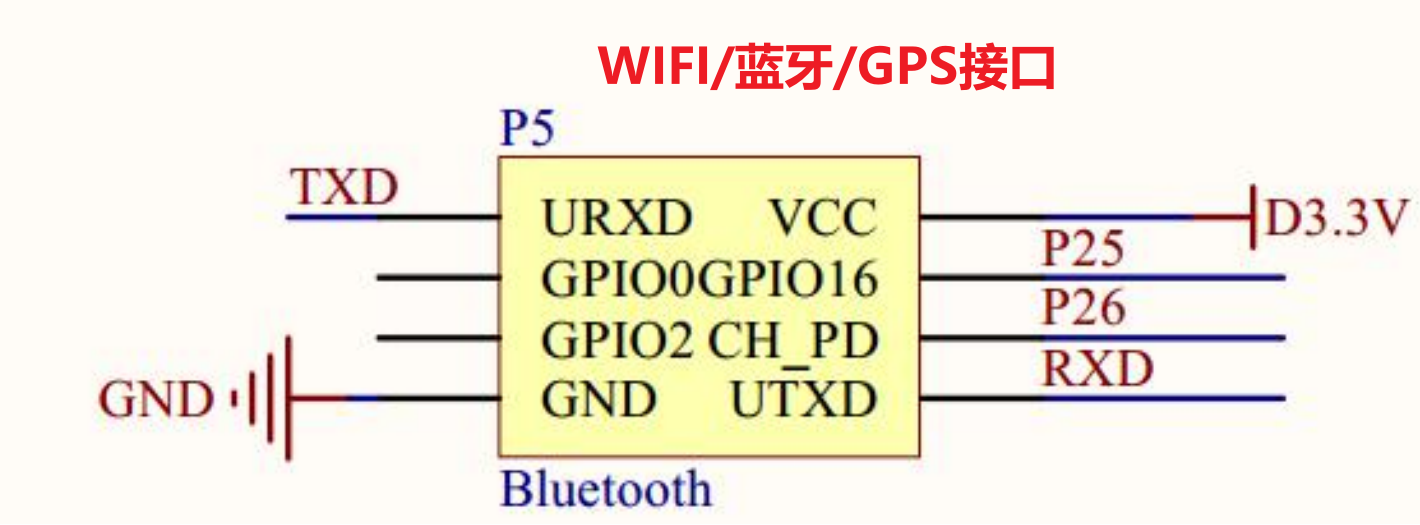 WIFI/蓝牙/GPS接口
P5
TXD URXD VCC D3.3V
GPIO0 GPIO16 P25
GPIO2 CH_PD P26
GND GND UTXD RXD
Bluetooth